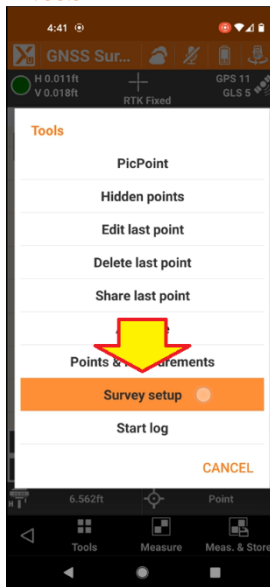 4:41
GNSS Sur...
H 0.011ft
V 0.018ft
RTK Fixed
GPS 11
GLS 5
Tools
PicPoint
Hidden points
Edit last point
Delete last point
Share last point
Points &
Survey setup
Start log
CANCEL
6.562ft
Point
Tools
Measure
Meas. & Store